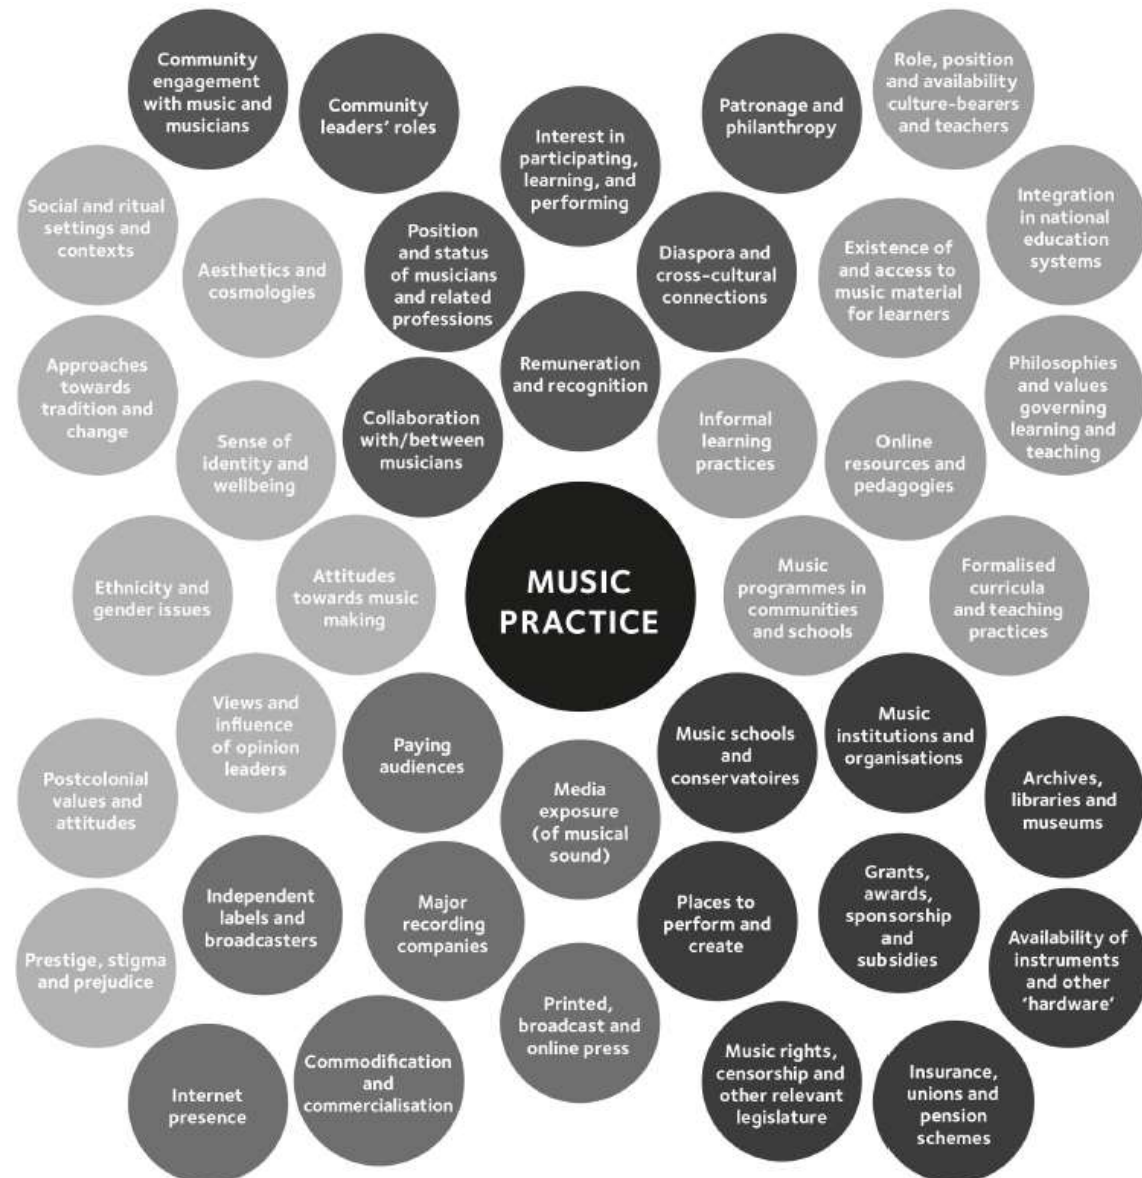 Community
engagement
with music and
musicians
Community
leaders’ roles
Interest in
participating,
learning, and
performing
Patronage and
philanthropy
Role, position
and availability
culture-bearers
and teachers
Social and ritual
settings and
contexts
Aesthetics and
cosmologies
Position
and status
of musicians
and related
professions
Diaspora and
cross-cultural
connections
Existence of
and access to
music material
for learners
Integration
in national
education
systems
Approaches
towards
tradition and
change
Sense of
identity and
wellbeing
Collaboration
with/between
musicians
Remuneration
and recognition
Informal
learning
practices
Online
resources and
pedagogies
Philosophies
and values
governing
learning and
teaching
Ethnicity and
gender issues
Attitudes
towards music
making
MUSIC
PRACTICE
Music
programmes in
communities
and schools
Formalised
curricula
and teaching
practices
Views and
influence
of opinion
leaders
Paying
audiences
Media
exposure
(of musical
sound)
Music schools
and
conservatoires
Music
institutions and
organisations
Postcolonial
values and
attitudes
Archives,
libraries and
museums
Independent
labels and
broadcasters
Major
recording
companies
Places to
perform and
create
Grants,
awards,
sponsorship
and
subsidies
Prestige, stigma
and prejudice
Availability of
instruments
and other
‘hardware’
Internet
presence
Commodification
and
commercialisation
Printed,
broadcast and
online press
Music rights,
censorship and
other relevant
legislature
Insurance,
unions and
pension
schemes